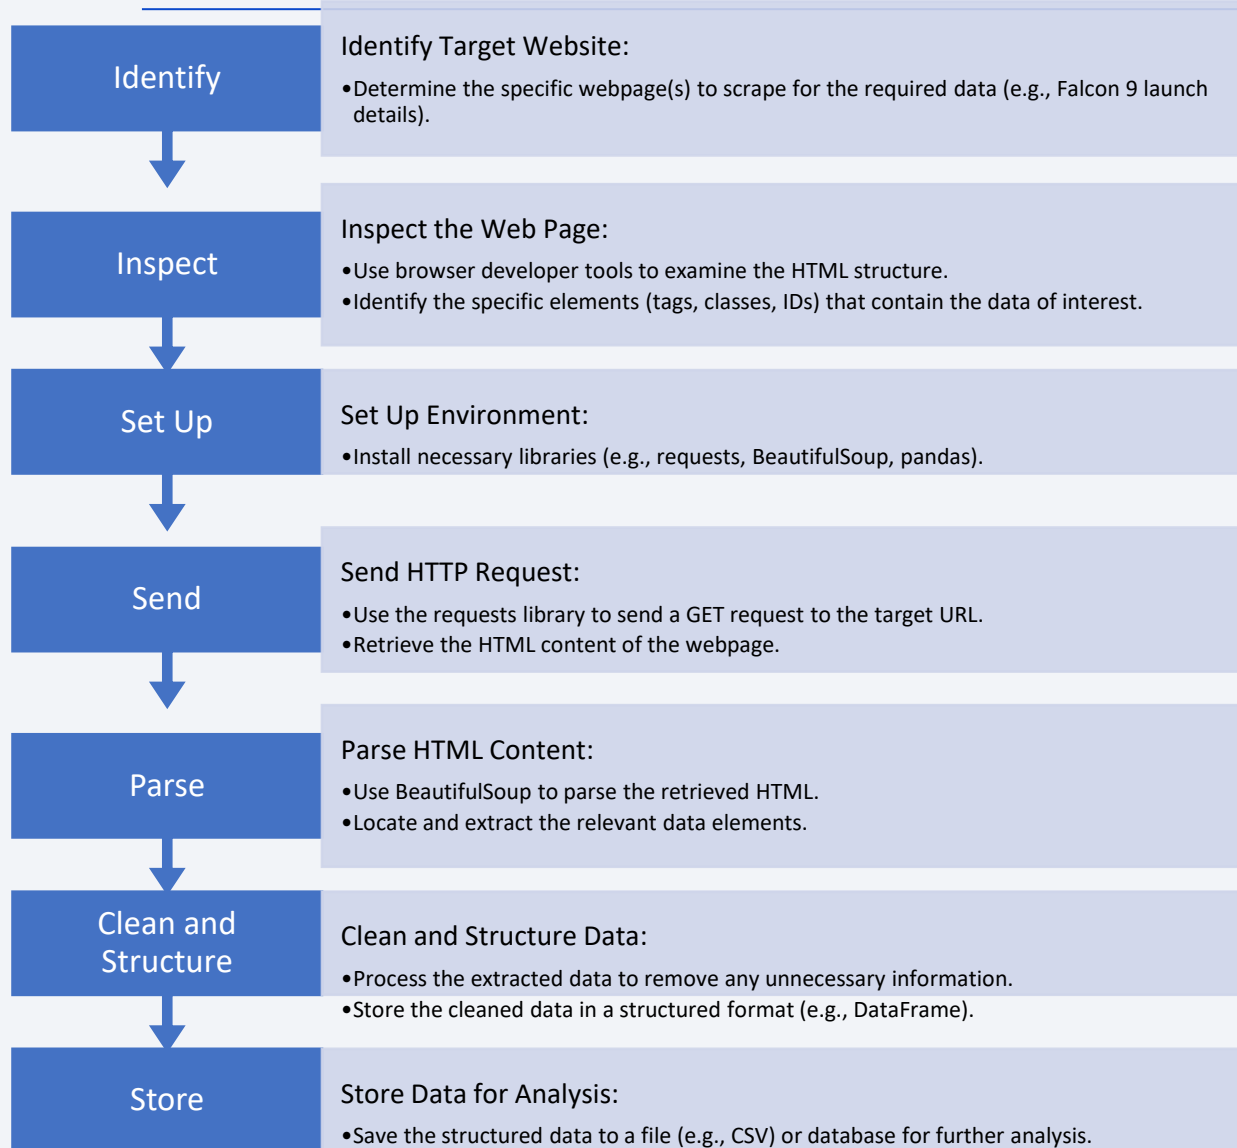 Identify
Identify Target Website:
•Determine the specific webpage(s) to scrape for the required data (e.g., Falcon 9 launch
details).
Inspect
Inspect the Web Page:
•Use browser developer tools to examine the HTML structure.
•Identify the specific elements (tags, classes, IDs) that contain the data of interest.
Set Up
Set Up Environment:
•Install necessary libraries (e.g., requests, BeautifulSoup, pandas).
Send
Send HTTP Request:
•Use the requests library to send a GET request to the target URL.
•Retrieve the HTML content of the webpage.
Parse
Parse HTML Content:
•Use BeautifulSoup to parse the retrieved HTML.
•Locate and extract the relevant data elements.
Clean and
Structure
Clean and Structure Data:
•Process the extracted data to remove any unnecessary information.
•Store the cleaned data in a structured format (e.g., DataFrame).
Store
Store Data for Analysis:
•Save the structured data to a file (e.g., CSV) or database for further analysis.